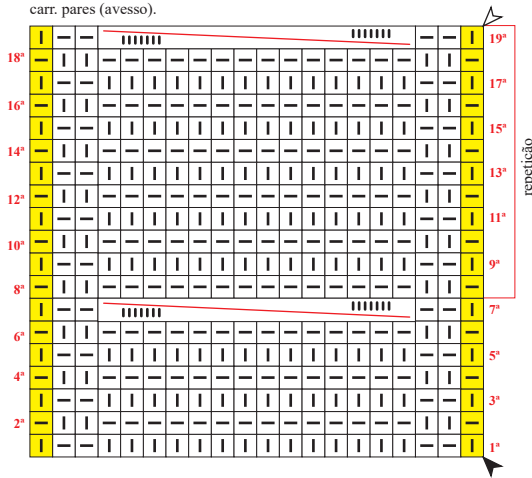 carr. pares (avesso).
19ª
18ª
17ª
16ª
15ª
14ª
13ª
12ª
11ª
10ª
9ª
8ª
7ª
6ª
5ª
4ª
3ª
2ª
1ª
repetição